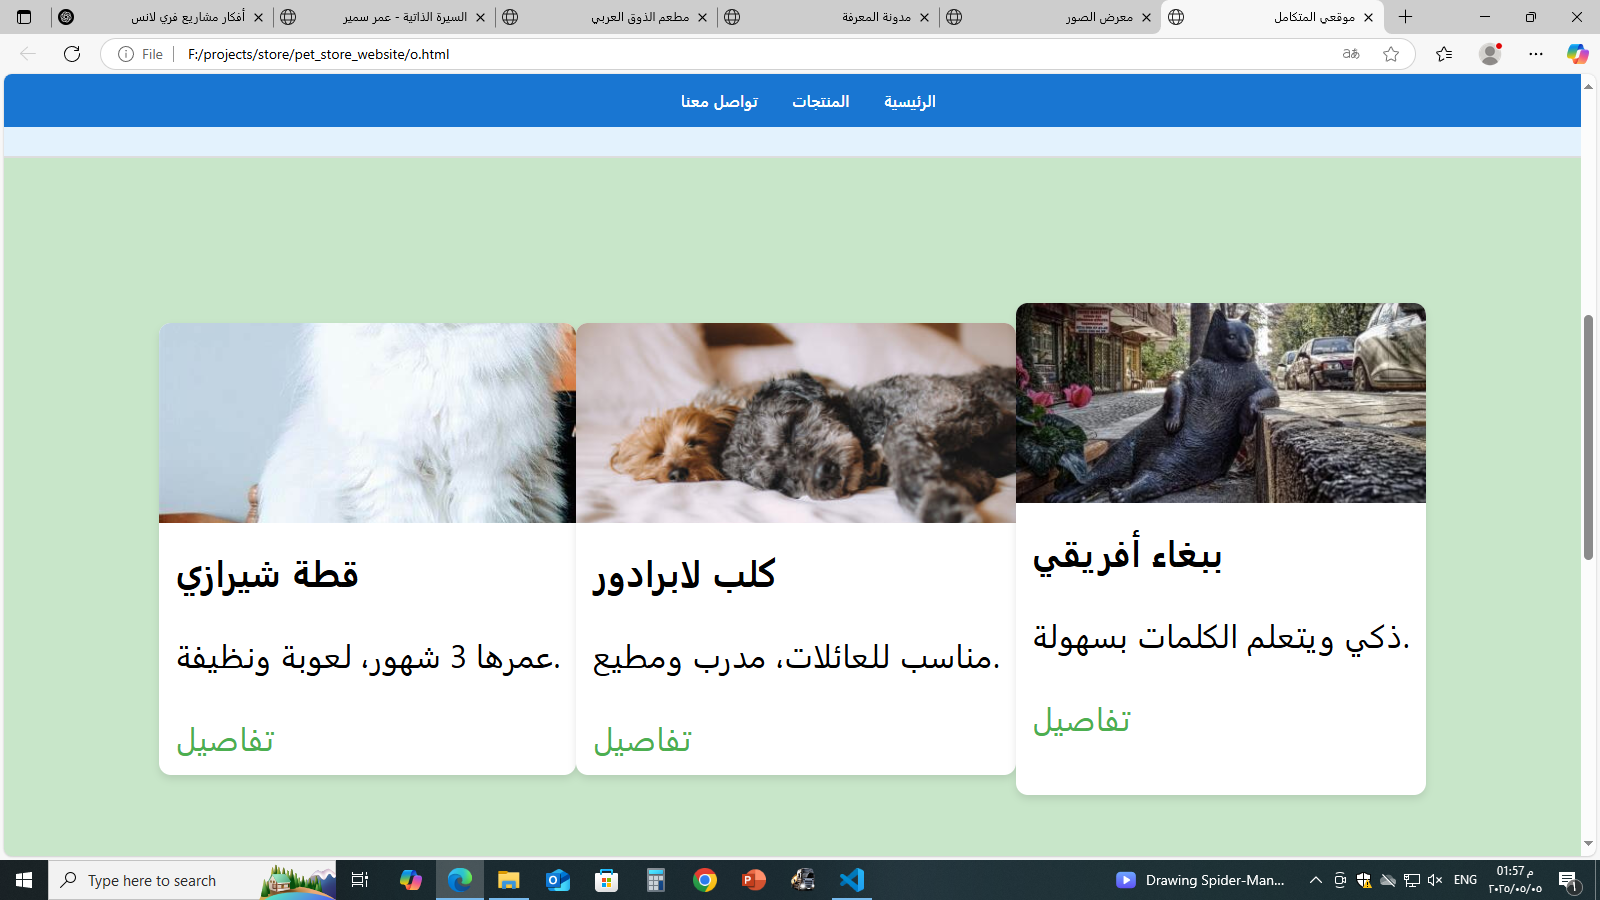 أفكار مشاريع فري لانس
السيرة الذاتية - عمر سمير
مطعم الذوق العربي
مدونة المعرفة
معرض الصور
موقعي المتكامل
File
F:/projects/store/pet_store_website/o.html
الرئيسية
المنتجات
تواصل معنا
ببغاء أفريقي
ذكي ويتعلم الكلمات بسهولة.
تفاصيل
كلب لابرادور
مناسب للعائلات، مدرب ومطيع.
تفاصيل
قطة شيرازي
عمرها 3 شهور، لعوبة ونظيفة.
تفاصيل
Type here to search
Drawing Spider-Man...
ENG
01:57 م
٢٠٢٥/٠٥/٠٥
1